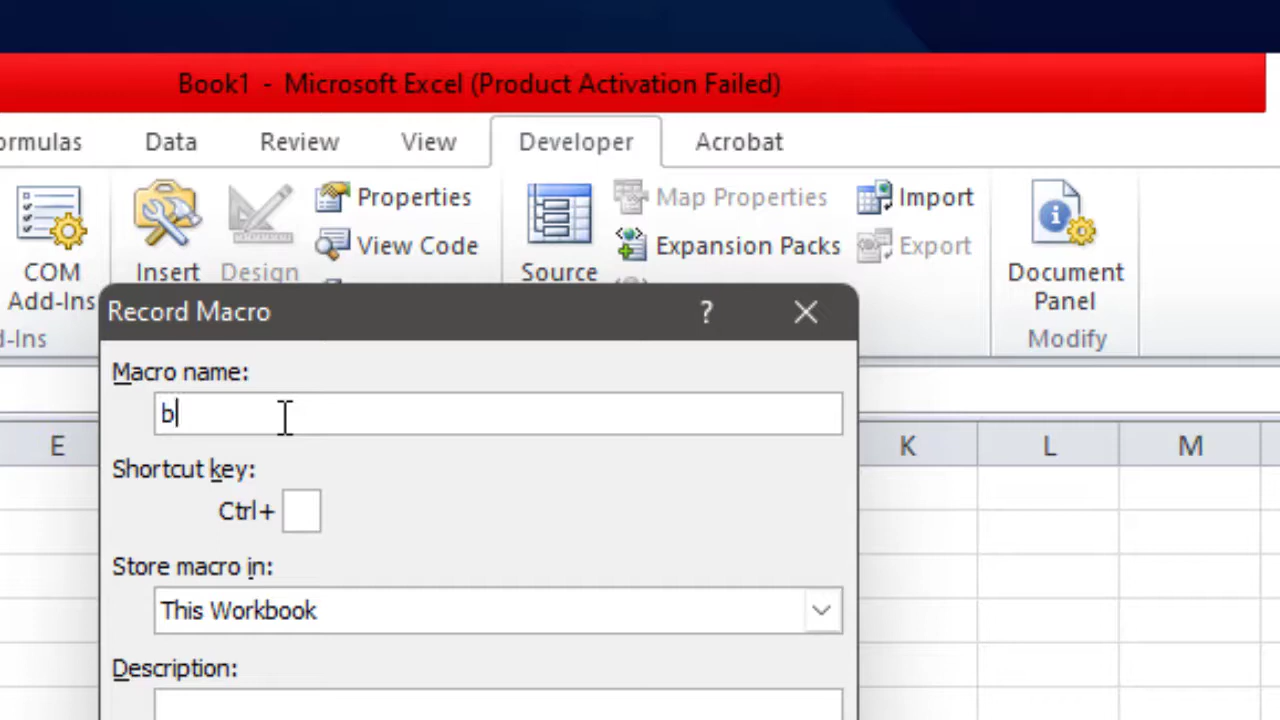 Book1 - Microsoft Excel (Product Activation Failed)
ormulas Data Review View Developer Acrobat
COM Add-Ins
d-Ins
Insert
Design
Properties
View Code
Source
Map Properties
Expansion Packs
Import
Export
Document Panel
Modify
Record Macro ?
Macro name:
b
Shortcut key:
Ctrl+
Store macro in:
This Workbook
Description:
E K L M